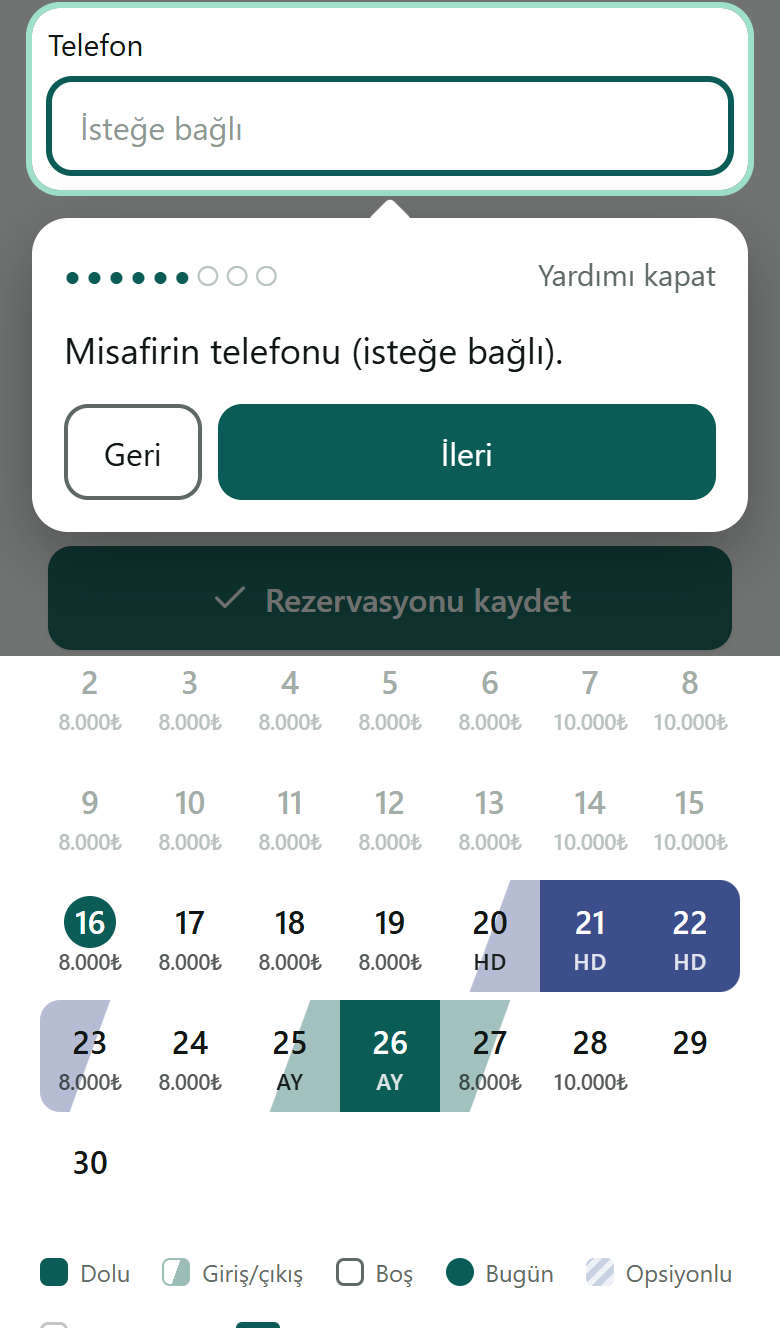 Telefon
İsteğe bağlı
Yardımı kapat
Misafirin telefonu (isteğe bağlı).
Geri İleri
Rezervasyonu kaydet
2 3 4 5 6 7 8
8.000₺ 8.000₺ 8.000₺ 8.000₺ 8.000₺ 10.000₺ 10.000₺
9 10 11 12 13 14 15
8.000₺ 8.000₺ 8.000₺ 8.000₺ 8.000₺ 10.000₺ 10.000₺
16 17 18 19 20 21 22
8.000₺ 8.000₺ 8.000₺ 8.000₺ HD HD HD
23 24 25 26 27 28 29
8.000₺ 8.000₺ AY AY 8.000₺ 10.000₺
30
Dolu Giriş/çıkış Boş Bugün Opsiyonlu